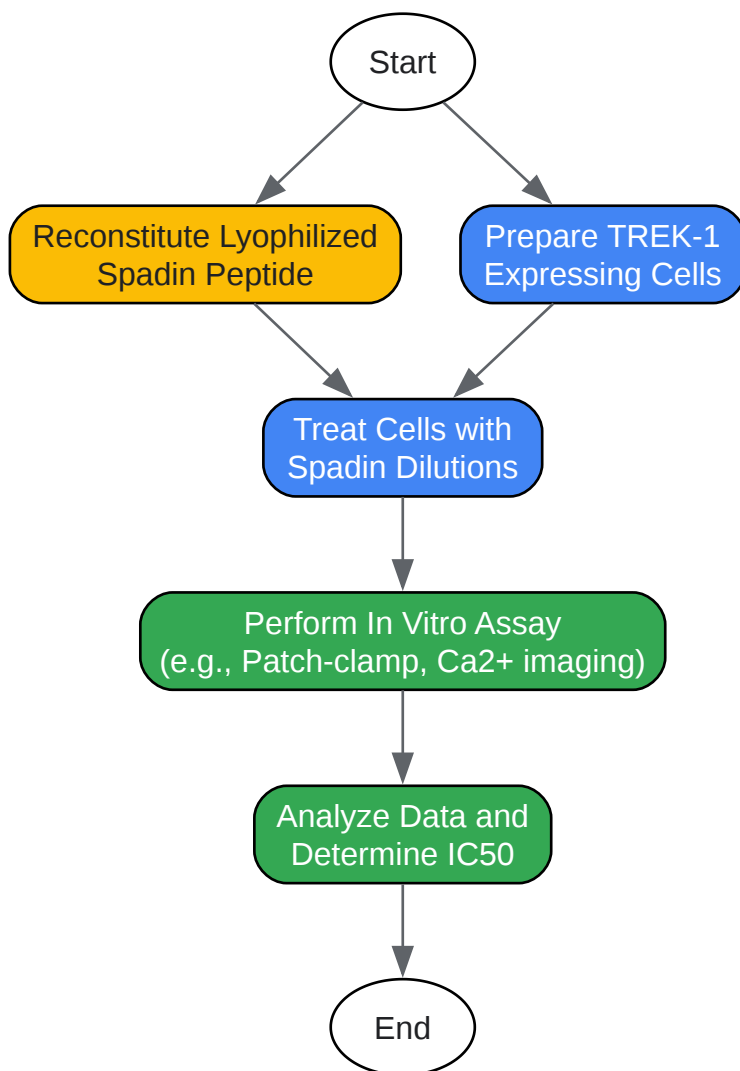 Start
Reconstitute Lyophilized
Spadin Peptide
Prepare TREK-1
Expressing Cells
Treat Cells with
Spadin Dilutions
Perform In Vitro Assay
(e.g., Patch-clamp, Ca2+ imaging)
Analyze Data and
Determine IC50
End